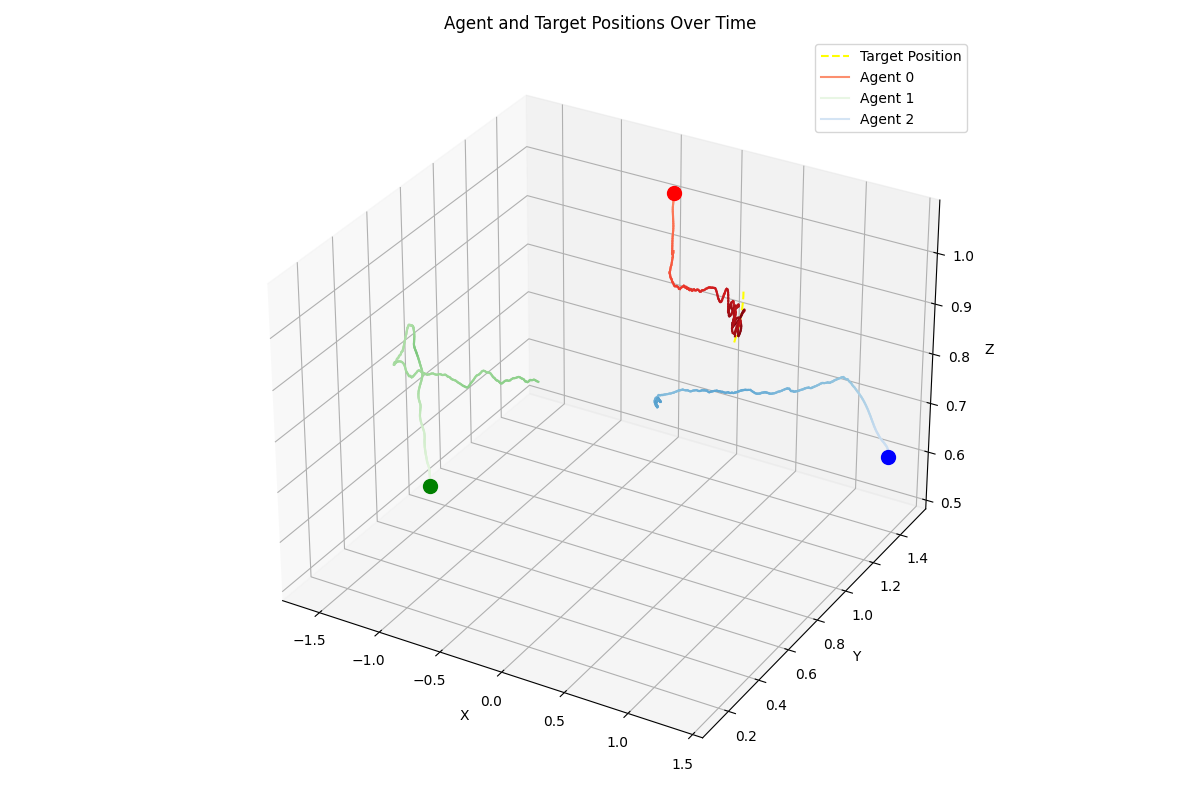 Agent and Target Positions Over Time
Target Position
Agent 0
Agent 1
Agent 2
1.0
0.9
0.8
0.7
0.6
0.5
Z
1.4
1.2
1.0
0.8
0.6
0.4
0.2
Y
−1.5
−1.0
−0.5
0.0
0.5
1.0
1.5
X